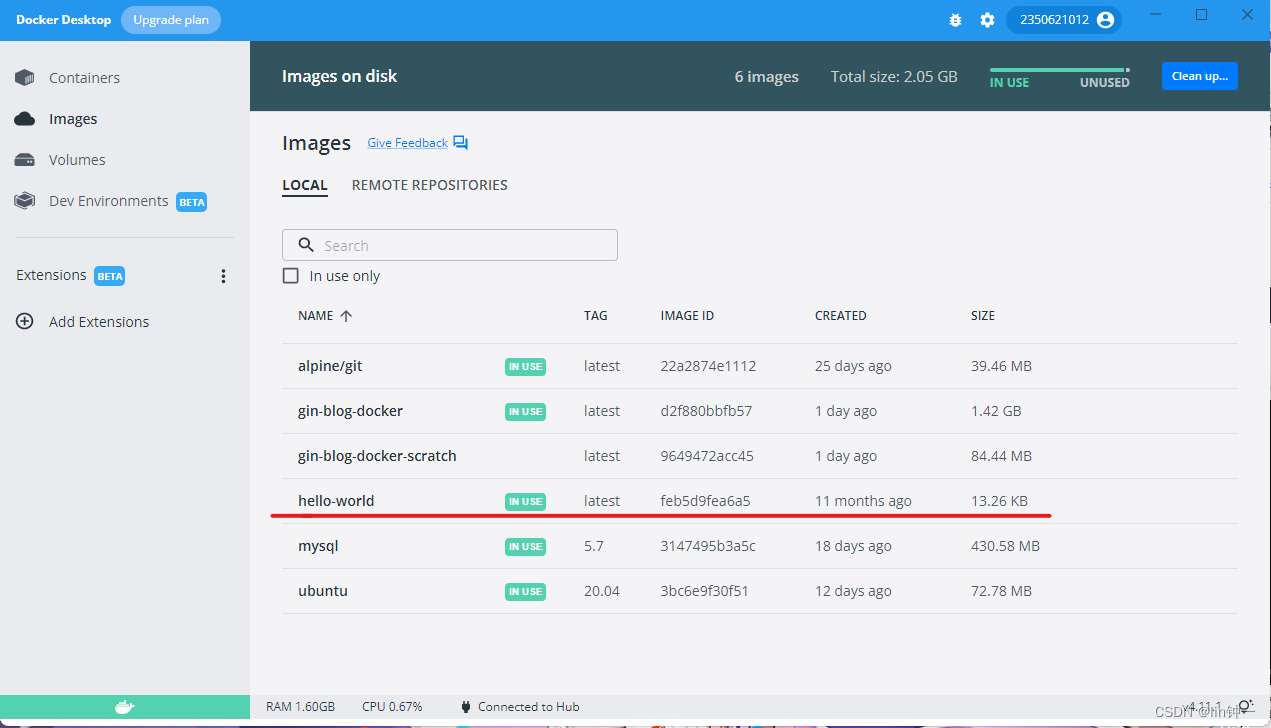 Docker Desktop Upgrade plan 2350621012
Containers
Images
Volumes
Dev Environments BETA
Extensions BETA
Add Extensions
Images on disk 6 images Total size: 2.05 GB IN USE UNUSED Clean up...
Images Give Feedback
LOCAL REMOTE REPOSITORIES
Search
In use only
NAME TAG IMAGE ID CREATED SIZE
alpine/git IN USE latest 22a2874e1112 25 days ago 39.46 MB
gin-blog-docker IN USE latest d2f880bbfb57 1 day ago 1.42 GB
gin-blog-docker-scratch latest 9649472acc45 1 day ago 84.44 MB
hello-world IN USE latest feb5d9fea6a5 11 months ago 13.26 KB
mysql IN USE 5.7 3147495b3a5c 18 days ago 430.58 MB
ubuntu IN USE 20.04 3bc6e9f30f51 12 days ago 72.78 MB
RAM 1.60GB CPU 0.67% Connected to Hub v4.11.1
CSDN